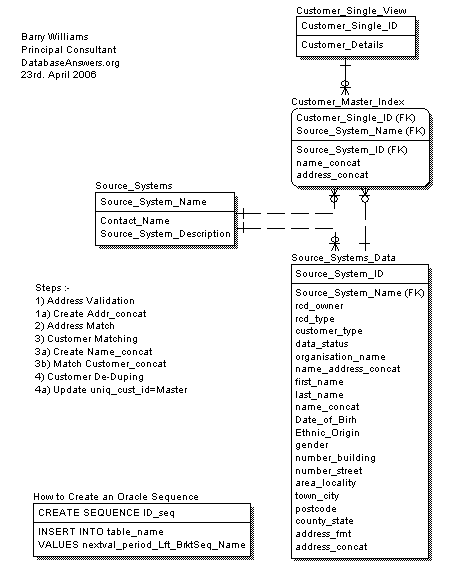 Customer_Single_View
Customer_Single_ID
Customer_Details
Barry Williams
Principal Consultant
DatabaseAnswers.org
23rd. April 2006
Customer_Master_Index
Customer_Single_ID (FK)
Source_System_Name (FK)
Source_System_ID (FK)
name_concat
address_concat
Source_Systems
Source_System_Name
Contact_Name
Source_System_Description
Source_Systems_Data
Source_System_ID
Source_System_Name (FK)
rcd_owner
rcd_type
customer_type
data_status
organisation_name
name_address_concat
first_name
last_name
name_concat
Date_of_Birh
Ethnic_Origin
gender
number_building
number_street
area_locality
town_city
postcode
county_state
address_fmt
address_concat
Steps :-
1) Address Validation
1a) Create Addr_concat
2) Address Match
3) Customer Matching
3a) Create Name_concat
3b) Match Customer_concat
4) Customer De-Duping
4a) Update uniq_cust_id=Master
How to Create an Oracle Sequence
CREATE SEQUENCE ID_seq
INSERT INTO table_name
VALUES nextval_period_Lft_BrktSeq_Name